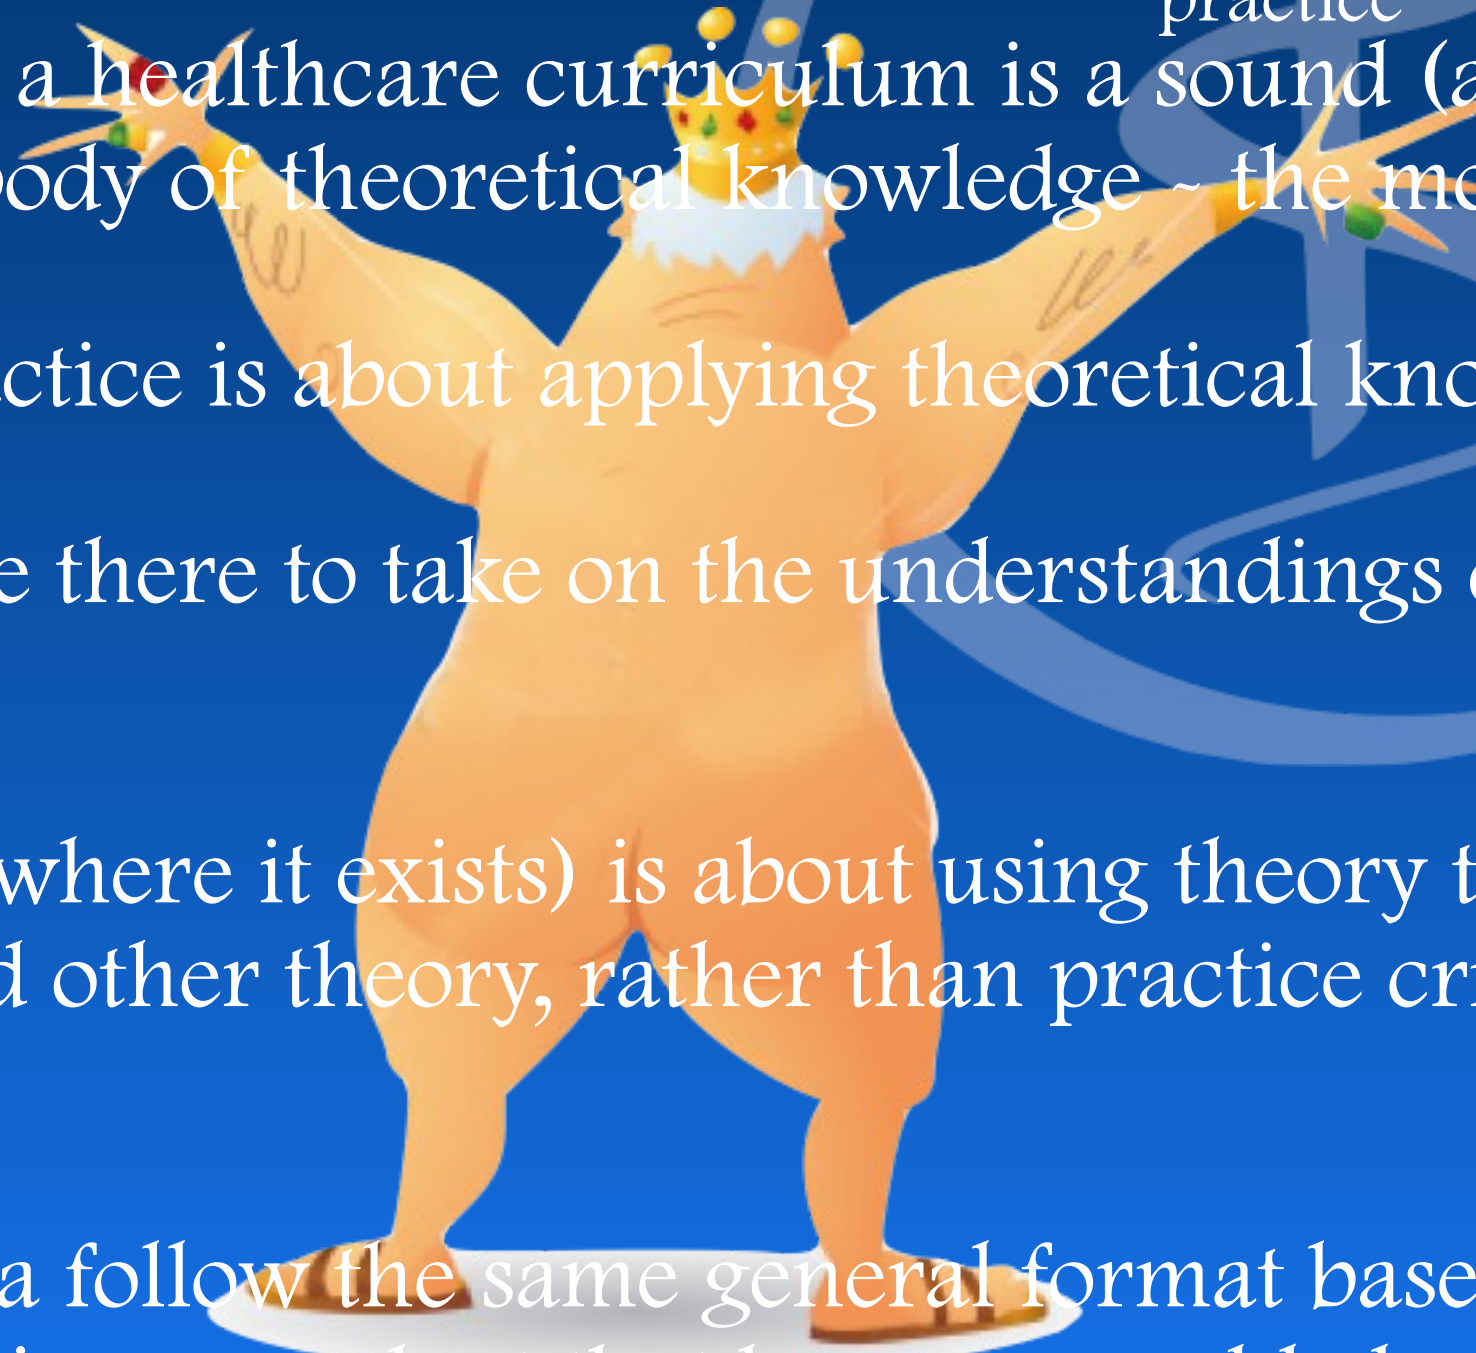 practice
a healthcare curriculum is a sound (a
body of theoretical knowledge ~ the mo
ctice is about applying theoretical kno
e there to take on the understandings
where it exists) is about using theory t
d other theory, rather than practice cri
a follow the same general format base